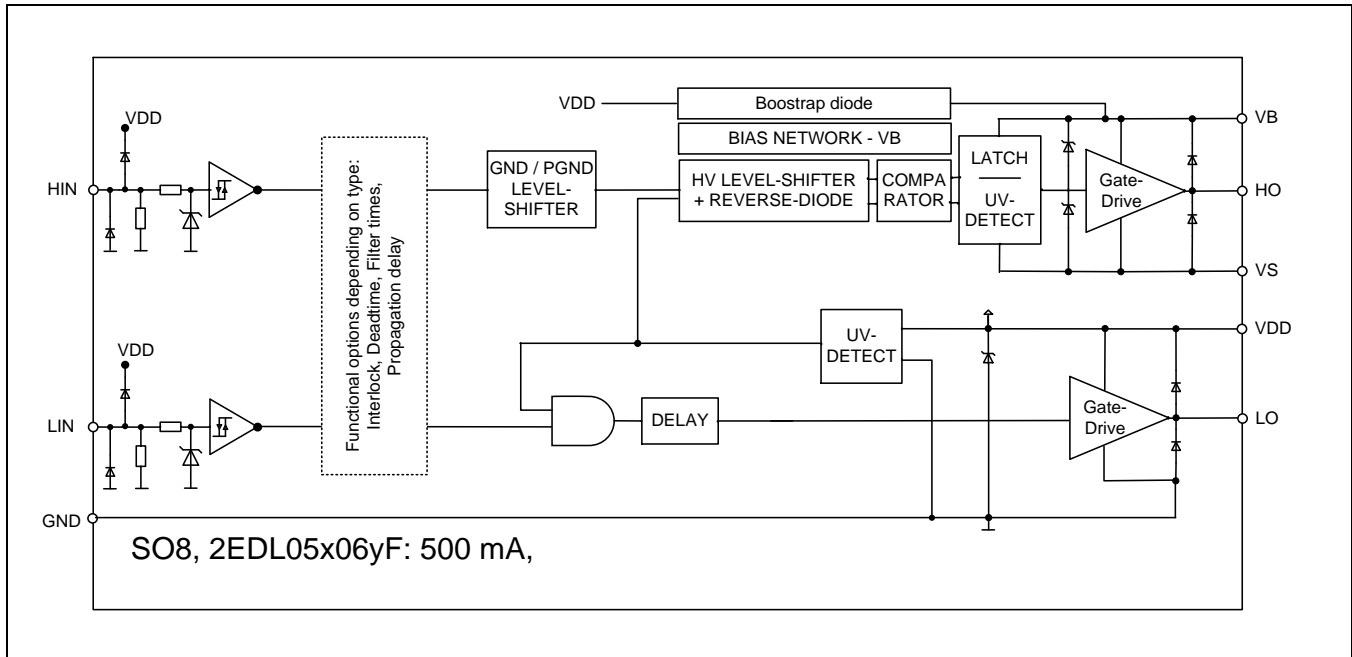 VDD
HIN
VDD
LIN
GND
Functional options depending on type:
Interlock, Deadtime, Filter times,
Propagation delay
GND / PGND
LEVEL-
SHIFTER
VDD
Boostrap diode
BIAS NETWORK - VB
HV LEVEL-SHIFTER
+ REVERSE-DIODE
COMPA
RATOR
LATCH
UV-
DETECT
Gate-
Drive
VB
HO
VS
UV-
DETECT
DELAY
Gate-
Drive
VDD
LO
SO8, 2EDL05x06yF: 500 mA,